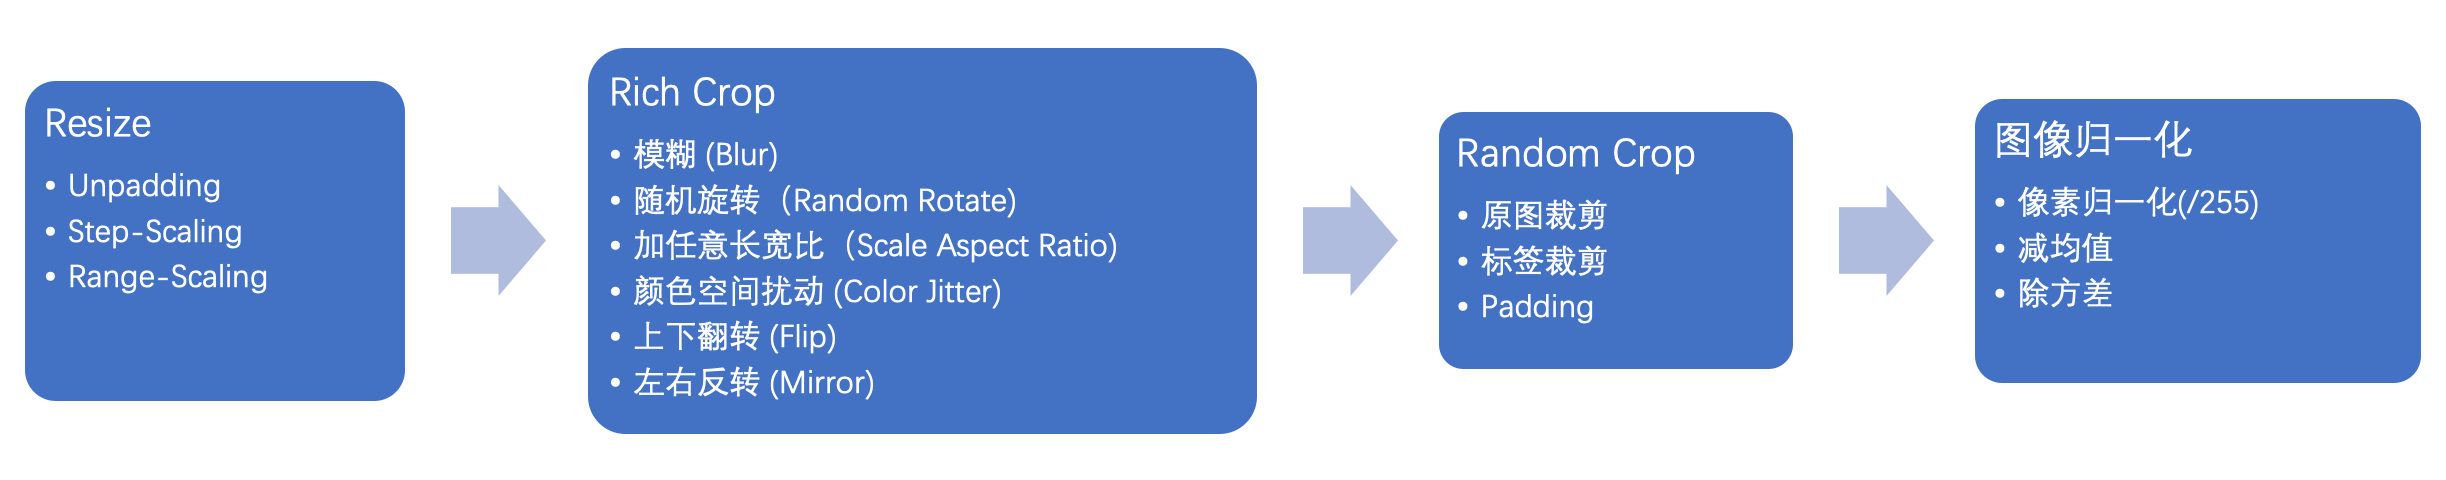 Resize
• Unpadding
• Step-Scaling
• Range-Scaling
Rich Crop
• 模糊 (Blur)
• 随机旋转（Random Rotate)
• 加任意长宽比（Scale Aspect Ratio)
• 颜色空间扰动 (Color Jitter)
• 上下翻转 (Flip)
• 左右反转 (Mirror)
Random Crop
• 原图裁剪
• 标签裁剪
• Padding
图像归一化
• 像素归一化(/255)
• 减均值
• 除方差